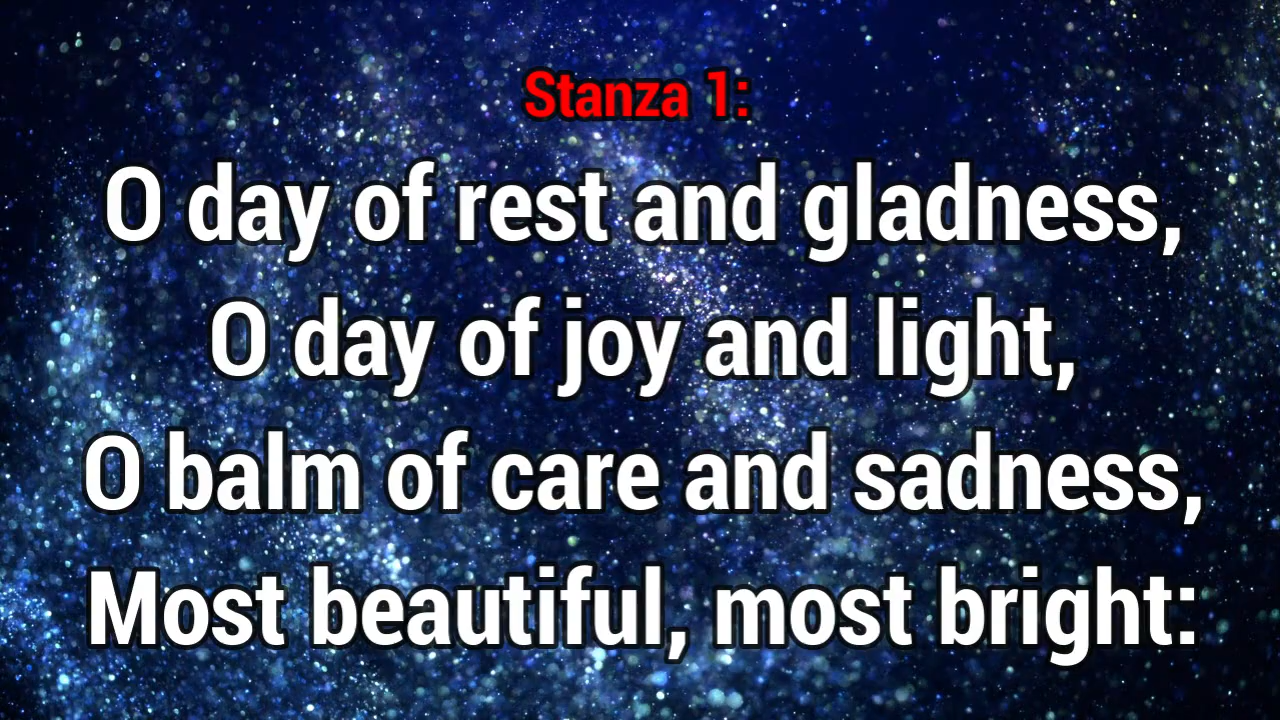 Stanza 1:
O day of rest and gladness,
O day of joy and light,
O balm of care and sadness,
Most beautiful, most bright: